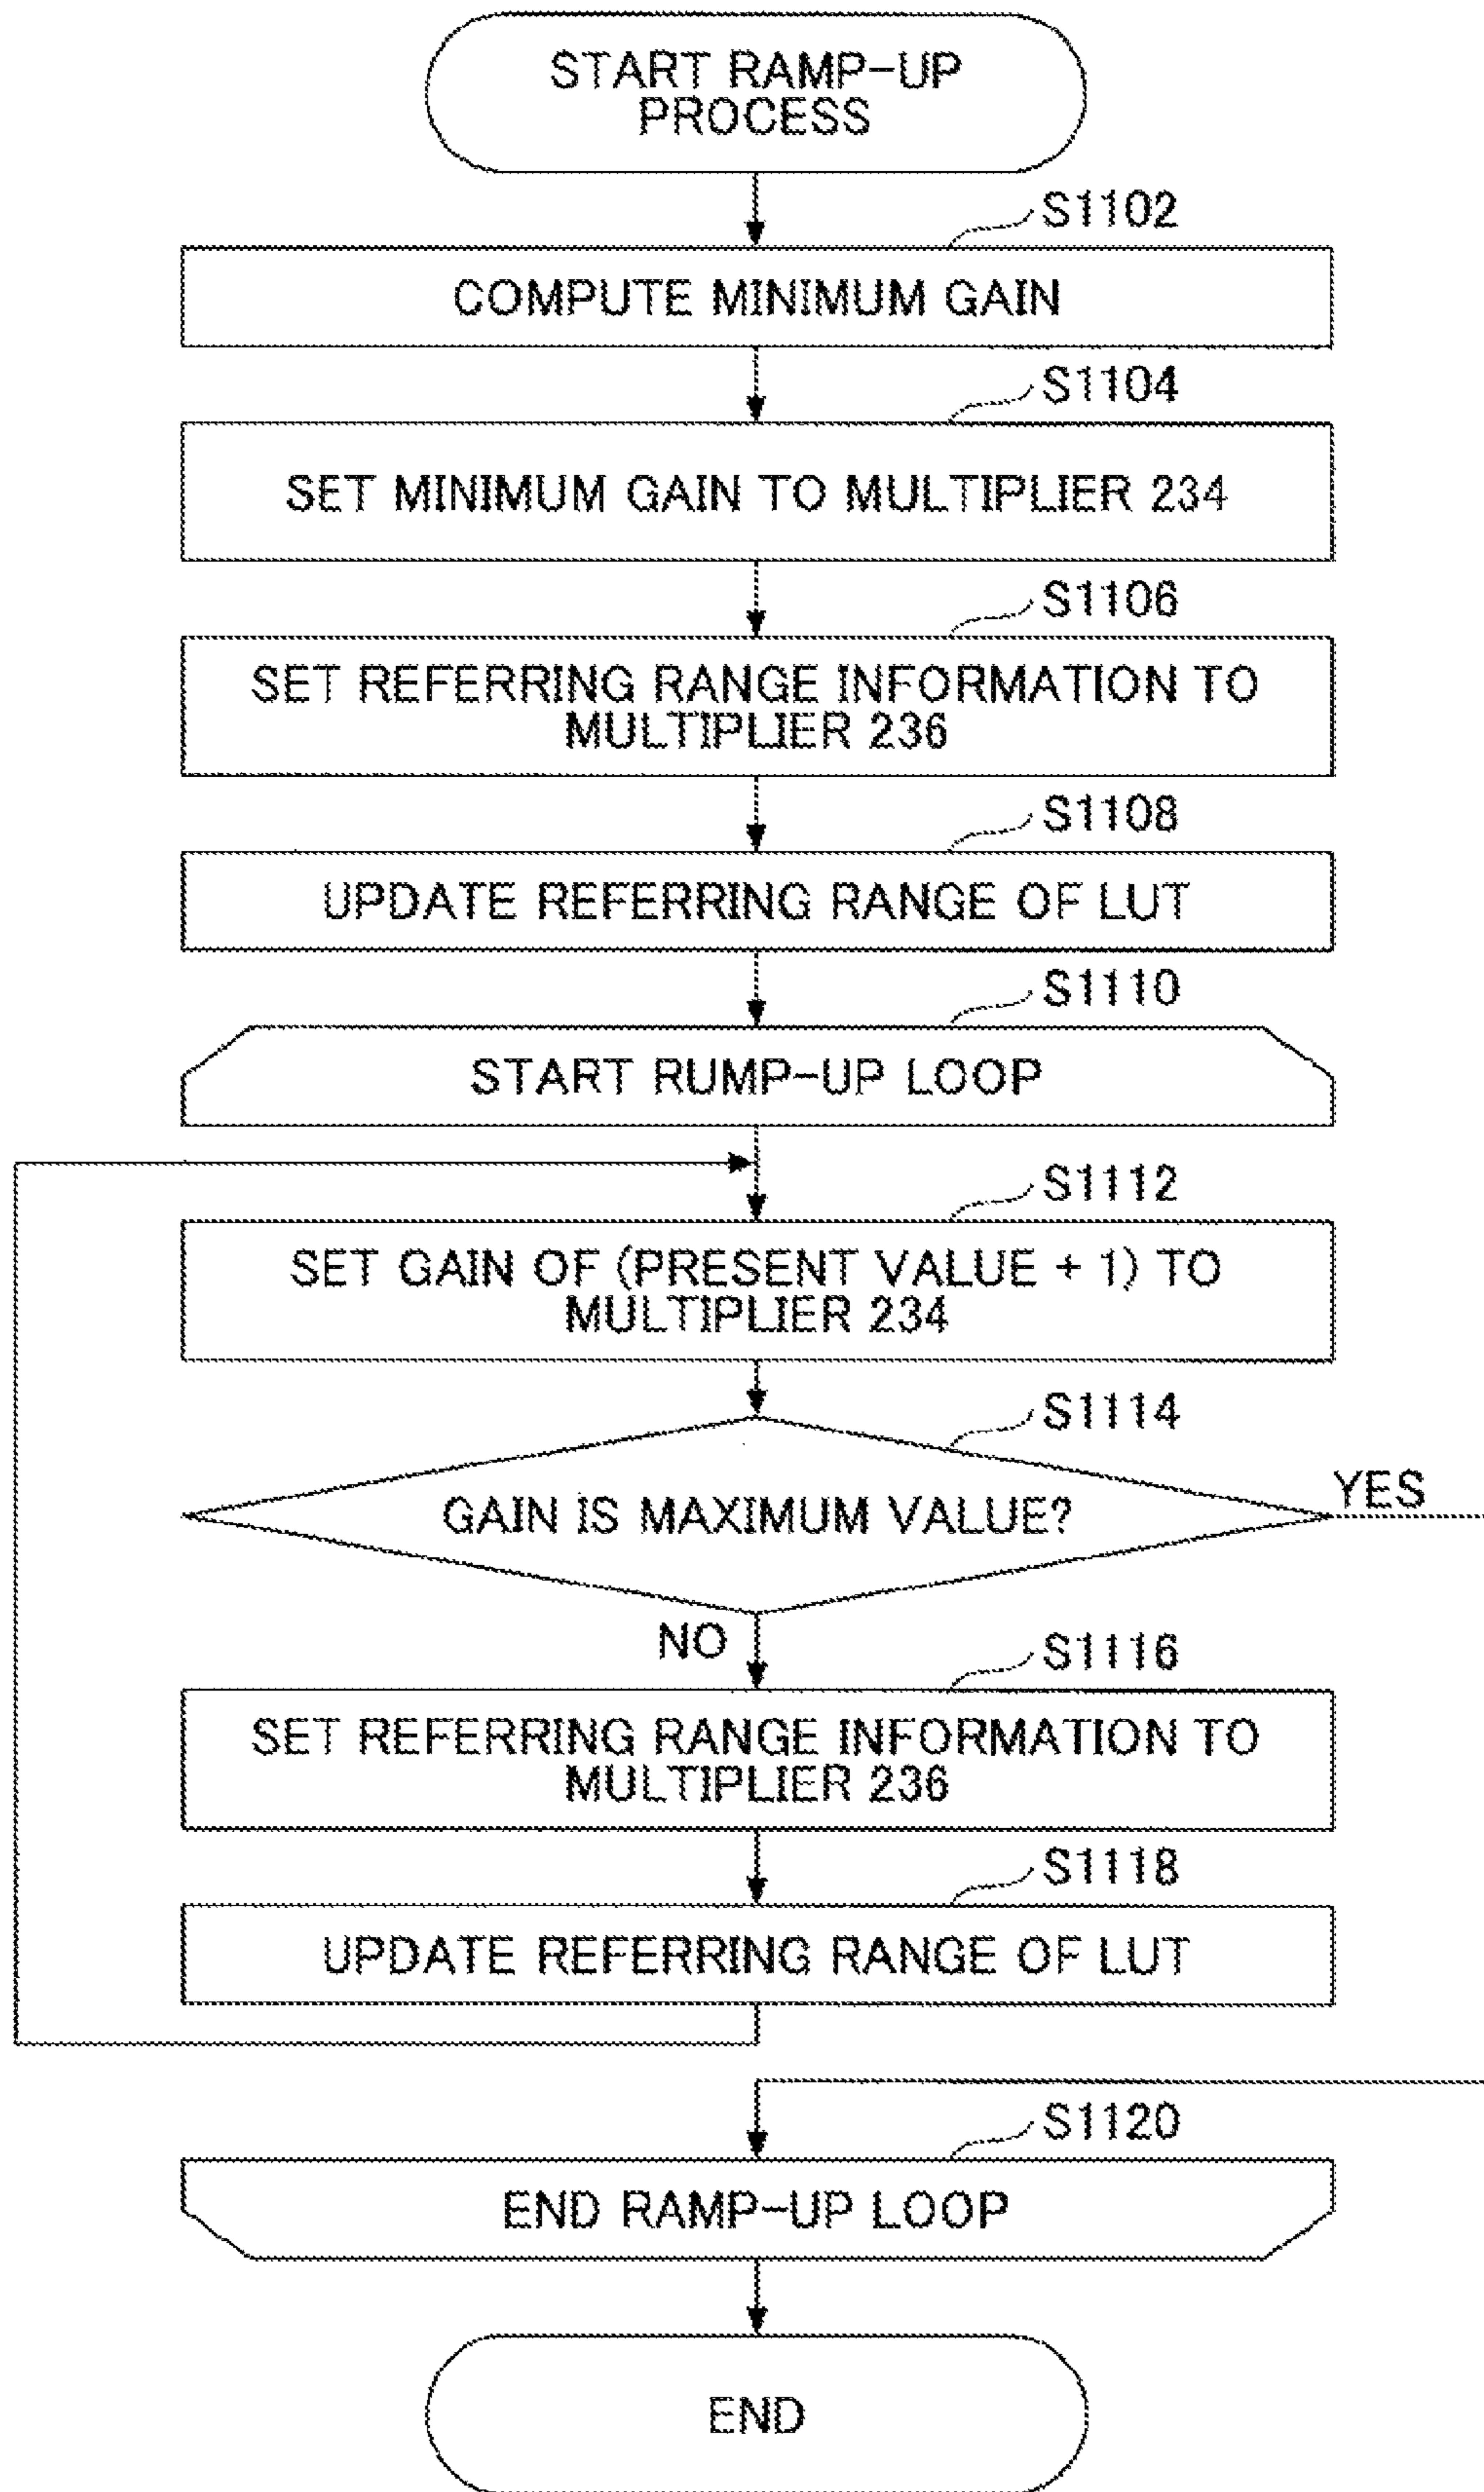 START RAMP-UP
PROCESS
S1102
COMPUTE MINIMUM GAIN
S1104
SET MINIMUM GAIN TO MULTIPLIER 234
S1106
SET REFERRING RANGE INFORMATION TO
MULTIPLIER 236
S1108
UPDATE REFERRING RANGE OF LUT
S1110
START RUMP-UP LOOP
S1112
SET GAIN OF (PRESENT VALUE + 1) TO
MULTIPLIER 234
S1114
GAIN IS MAXIMUM VALUE?
YES
NO
S1116
SET REFERRING RANGE INFORMATION TO
MULTIPLIER 236
S1118
UPDATE REFERRING RANGE OF LUT
S1120
END RAMP-UP LOOP
END